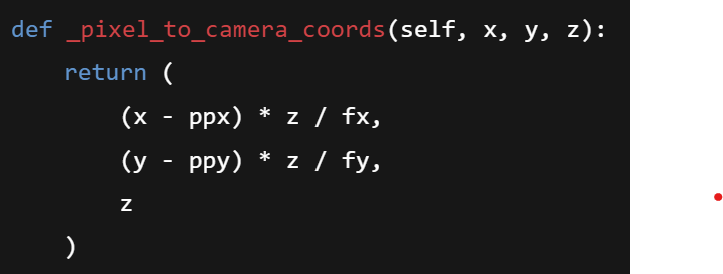 def _pixel_to_camera_coords(self, x, y, z):
    return (
        (x - ppx) * z / fx,
        (y - ppy) * z / fy,
        z
    )